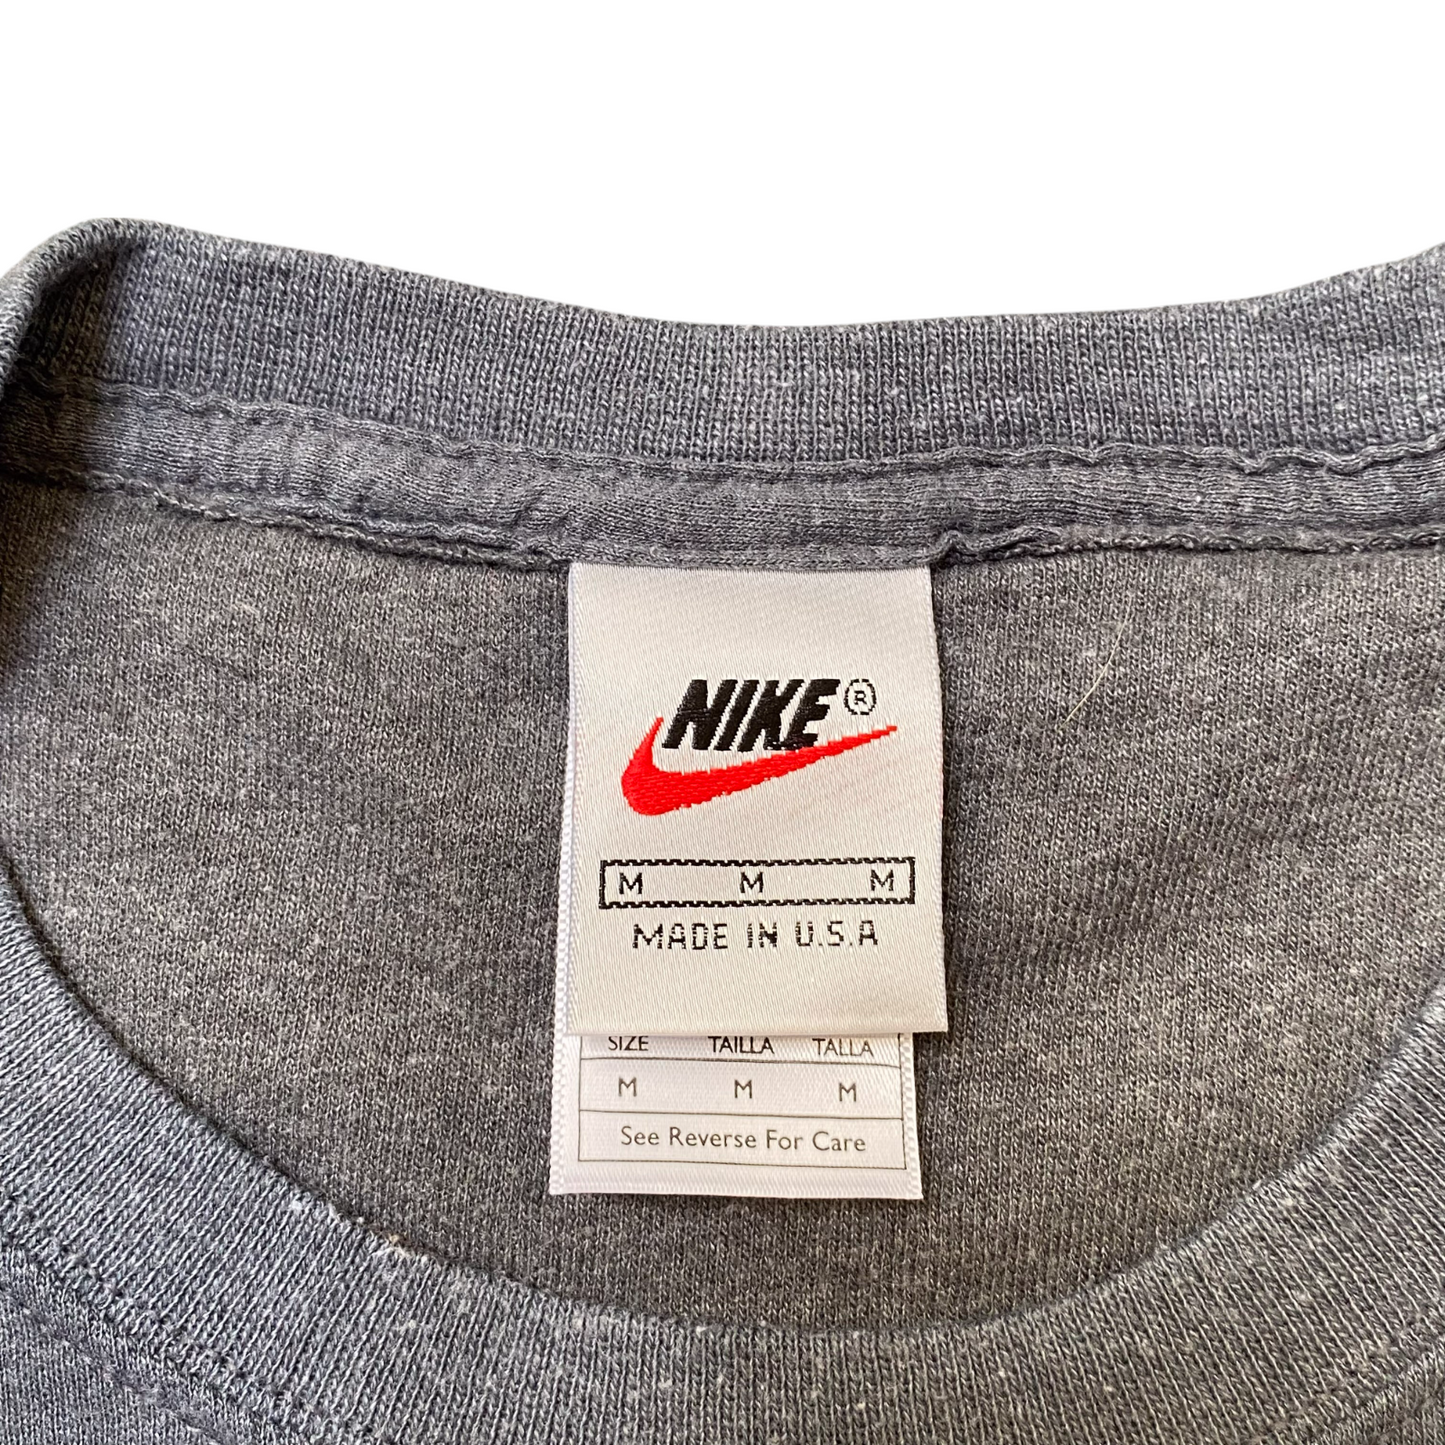 NIKE®
M M M
MADE IN U.S.A
SIZE TAILLA TALLA
M M M
See Reverse For Care